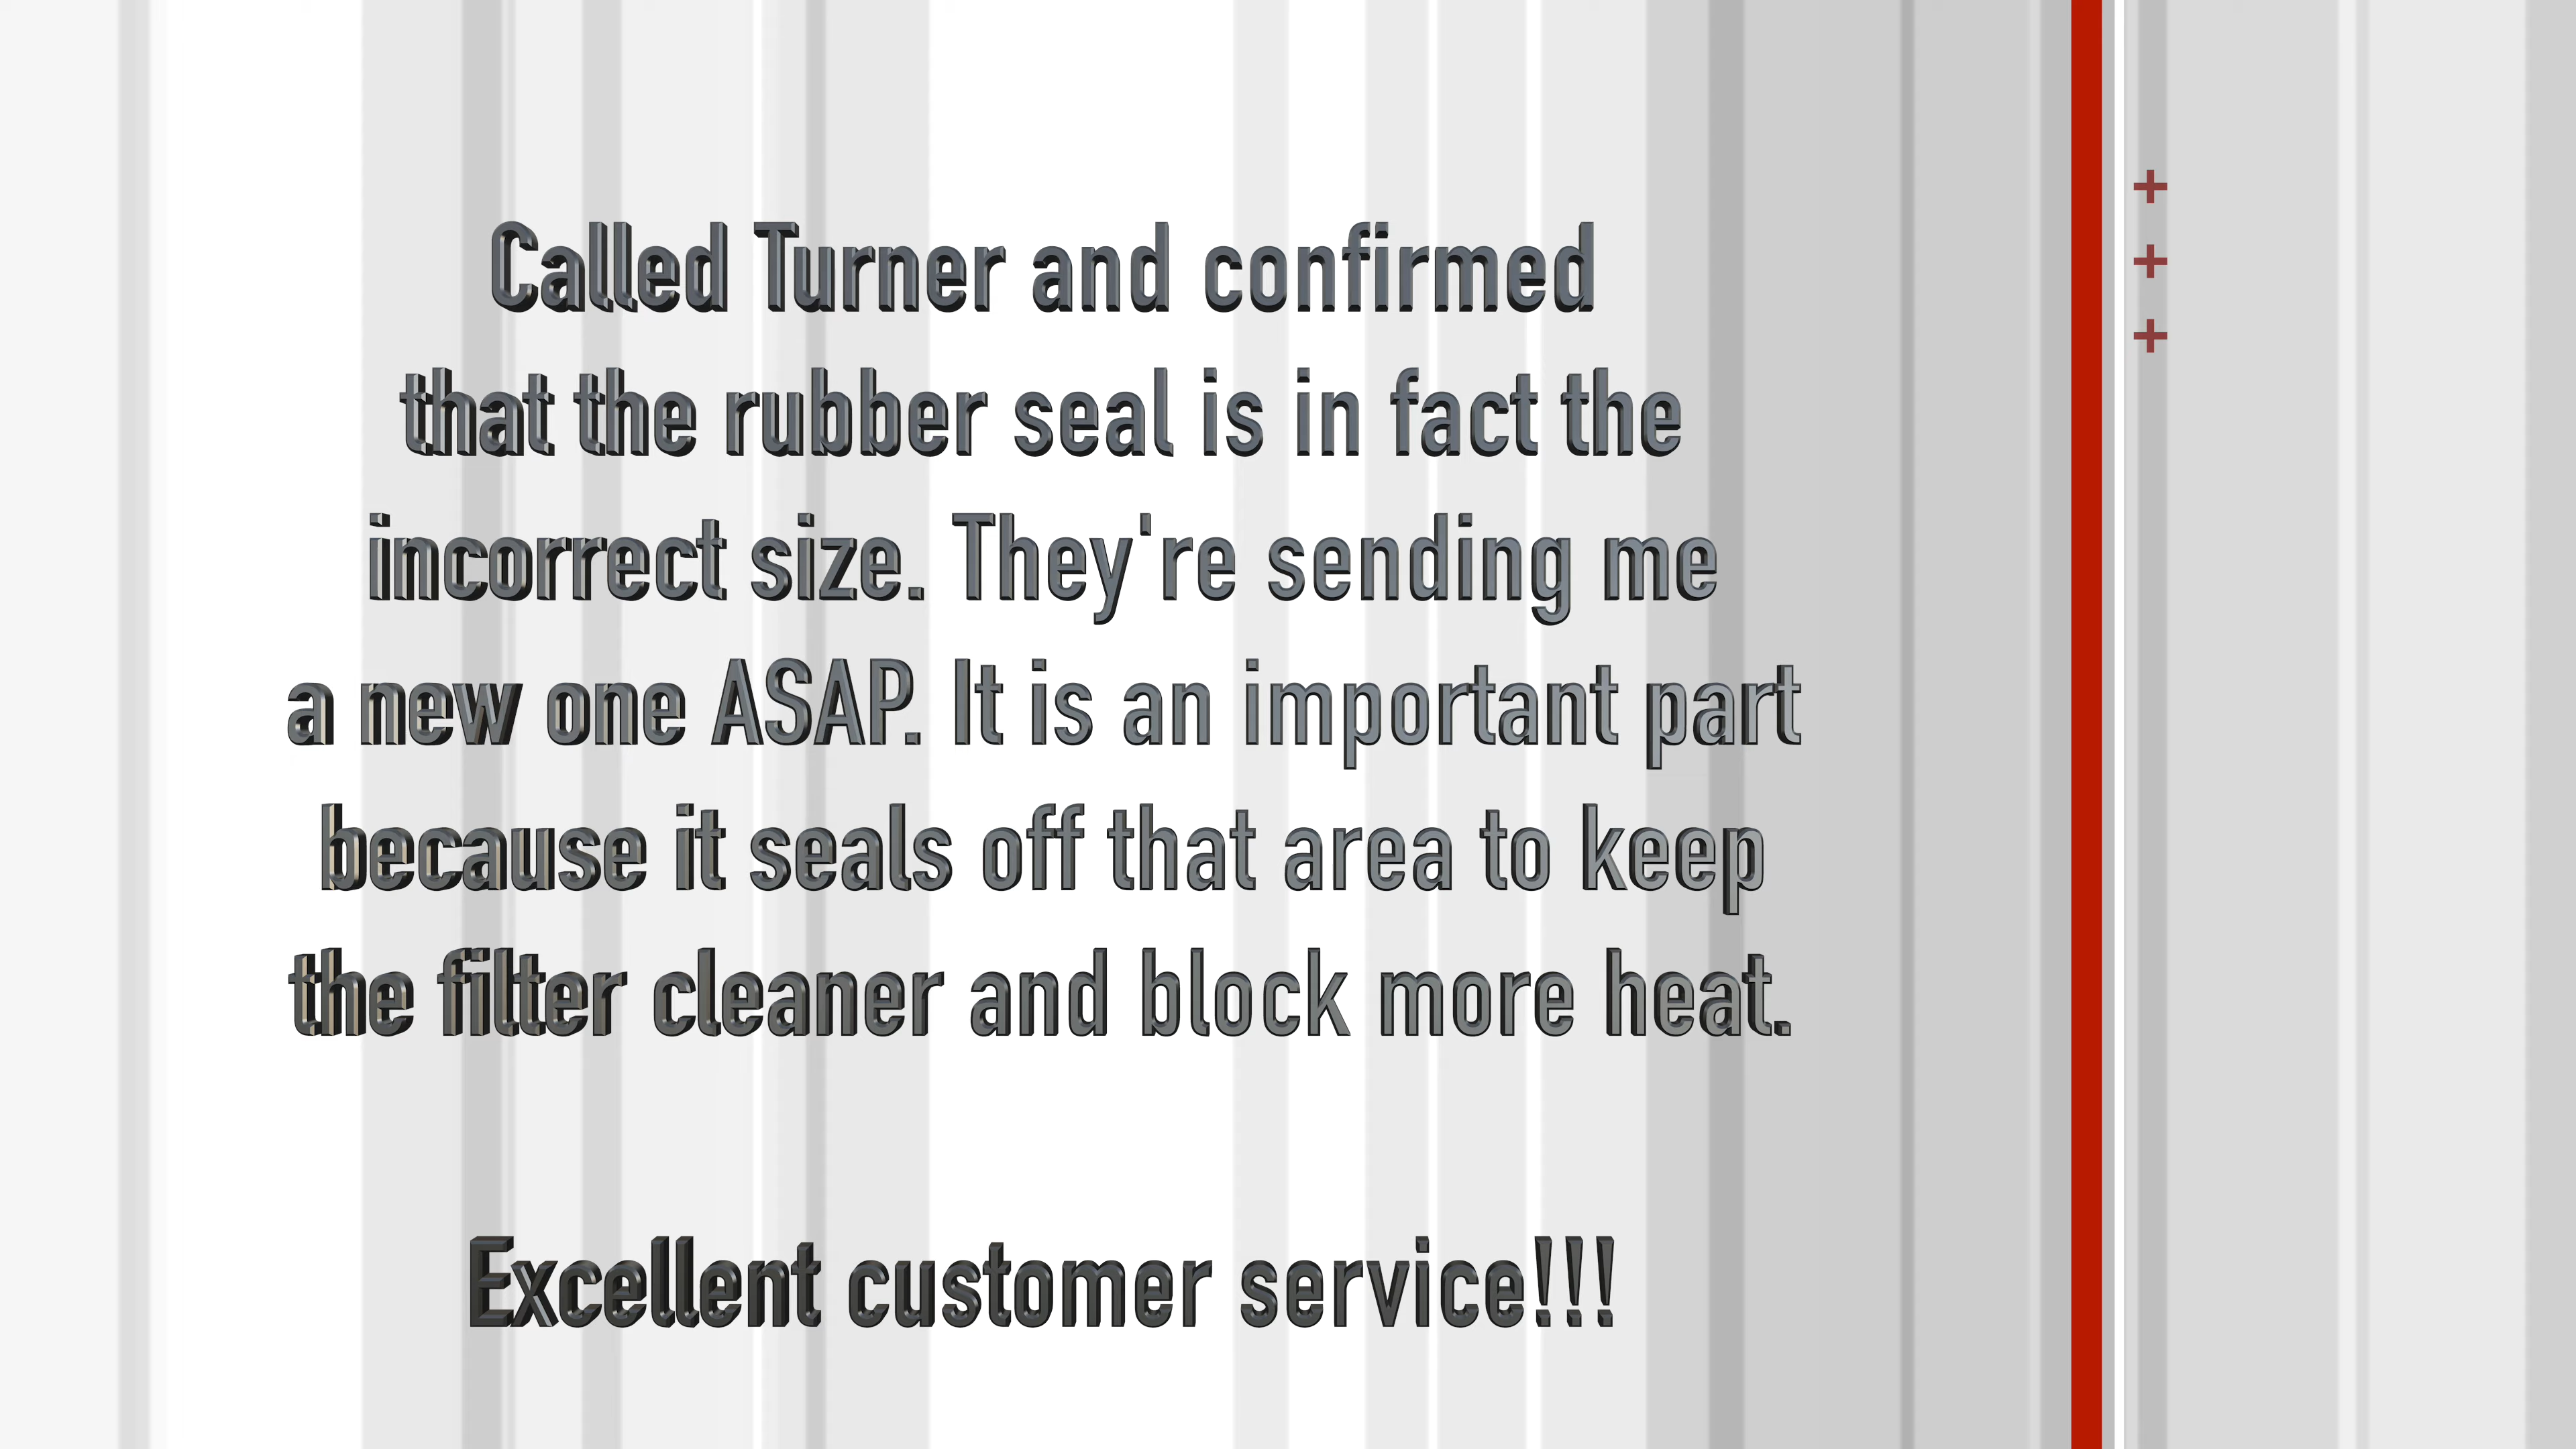 Called Turner and confirmed
that the rubber seal is in fact the
incorrect size. They're sending me
a new one ASAP. It is an important part
because it seals off that area to keep
the filter cleaner and block more heat.
Excellent customer service!!!
+
+
+